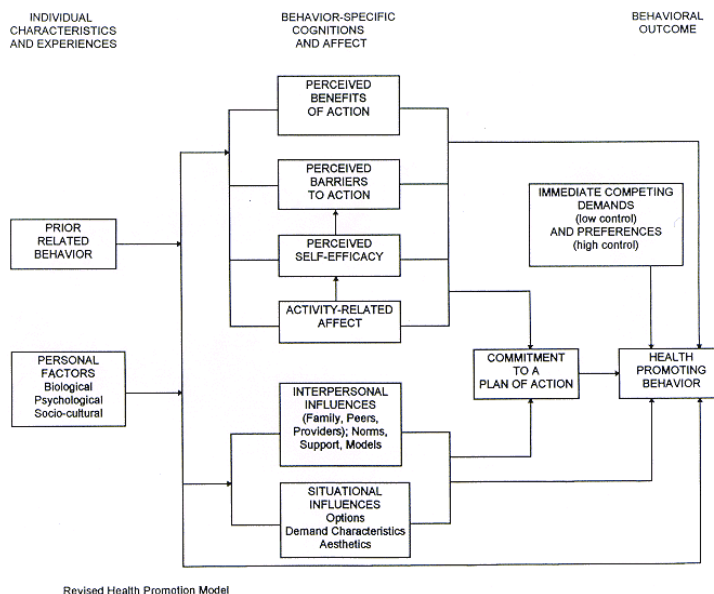 INDIVIDUAL
CHARACTERISTICS
AND EXPERIENCES
BEHAVIOR-SPECIFIC
COGNITIONS
AND AFFECT
BEHAVIORAL
OUTCOME
PERCEIVED
BENEFITS
OF ACTION
PERCEIVED
BARRIERS
TO ACTION
IMMEDIATE COMPETING
DEMANDS
(low control)
AND PREFERENCES
(high control)
PRIOR
RELATED
BEHAVIOR
PERCEIVED
SELF-EFFICACY
ACTIVITY-RELATED
AFFECT
PERSONAL
FACTORS
Biological
Psychological
Socio-cultural
COMMITMENT
TO A
PLAN OF ACTION
HEALTH
PROMOTING
BEHAVIOR
INTERPERSONAL
INFLUENCES
(Family, Peers,
Providers); Norms,
Support, Models
SITUATIONAL
INFLUENCES
Options
Demand Characteristics
Aesthetics
Revised Health Promotion Model